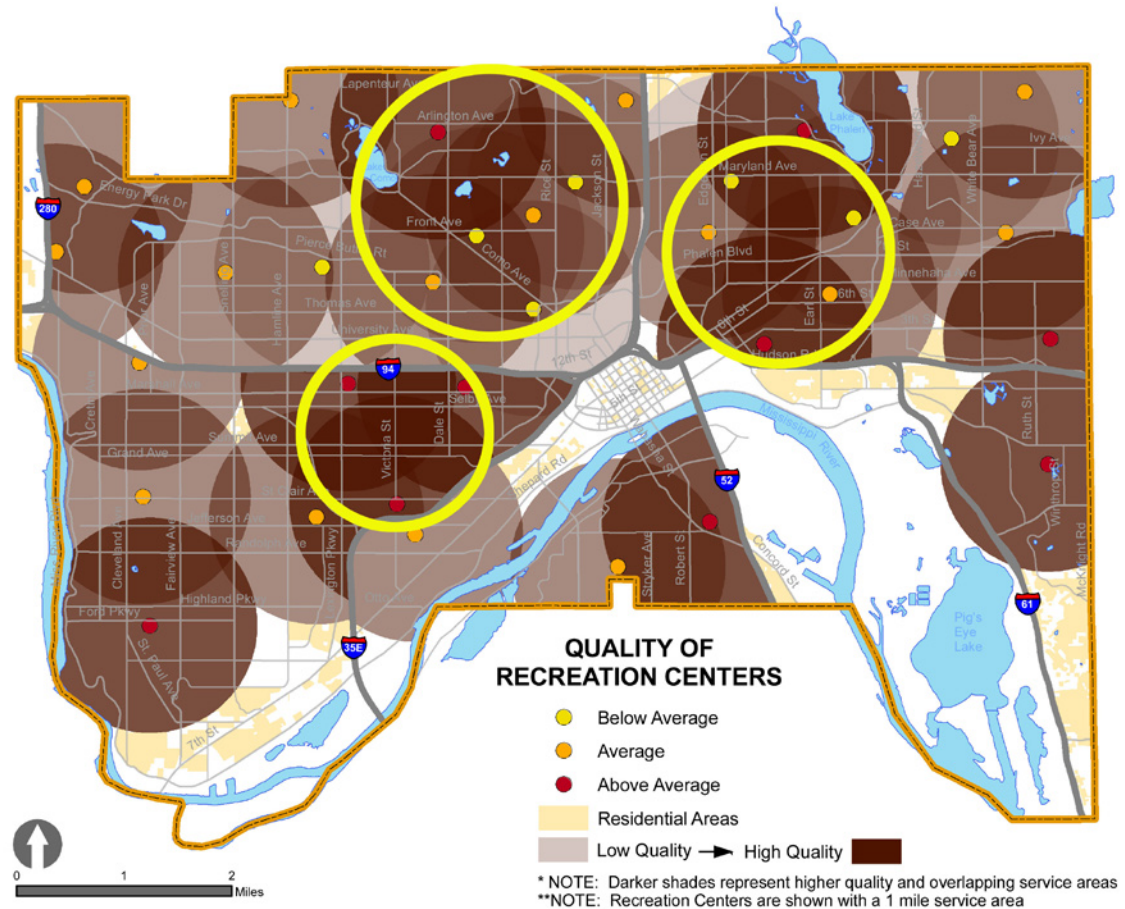 Lapenteur Ave
Arlington Ave
Lake
Phalen
Ivy Ave
White Bear Ave
Maryland Ave
Edgerton St
Rice St
Jackson St
Energy Park Dr
280
Front Ave
Case Ave
Pierce Butler Rt
Como Ave
Phalen Blvd
Minnehaha Ave
Hamline Ave
Thomas Ave
6th St
Earl St
6th St
University Ave
12th St
Hudson Rd
94
Selby Ave
5th St
Mississippi River
Cretin Ave
Dale St
Victoria St
Ruth St
Grand Ave
St Clair Ave
Shepard Rd
52
Winthrop St
Jefferson Ave
Cleveland Ave
Fairview Ave
Randolph Ave
Lexington Pkwy
Stryker Ave
Robert St
Concord St
McKnight Rd
Highland Pkwy
Ford Pkwy
61
Pig's
Eye
Lake
35E
St. Paul Ave
7th St
QUALITY OF
RECREATION CENTERS
Below Average
Average
Above Average
Residential Areas
Low Quality
High Quality
0 1 2
Miles
* NOTE: Darker shades represent higher quality and overlapping service areas
**NOTE: Recreation Centers are shown with a 1 mile service area